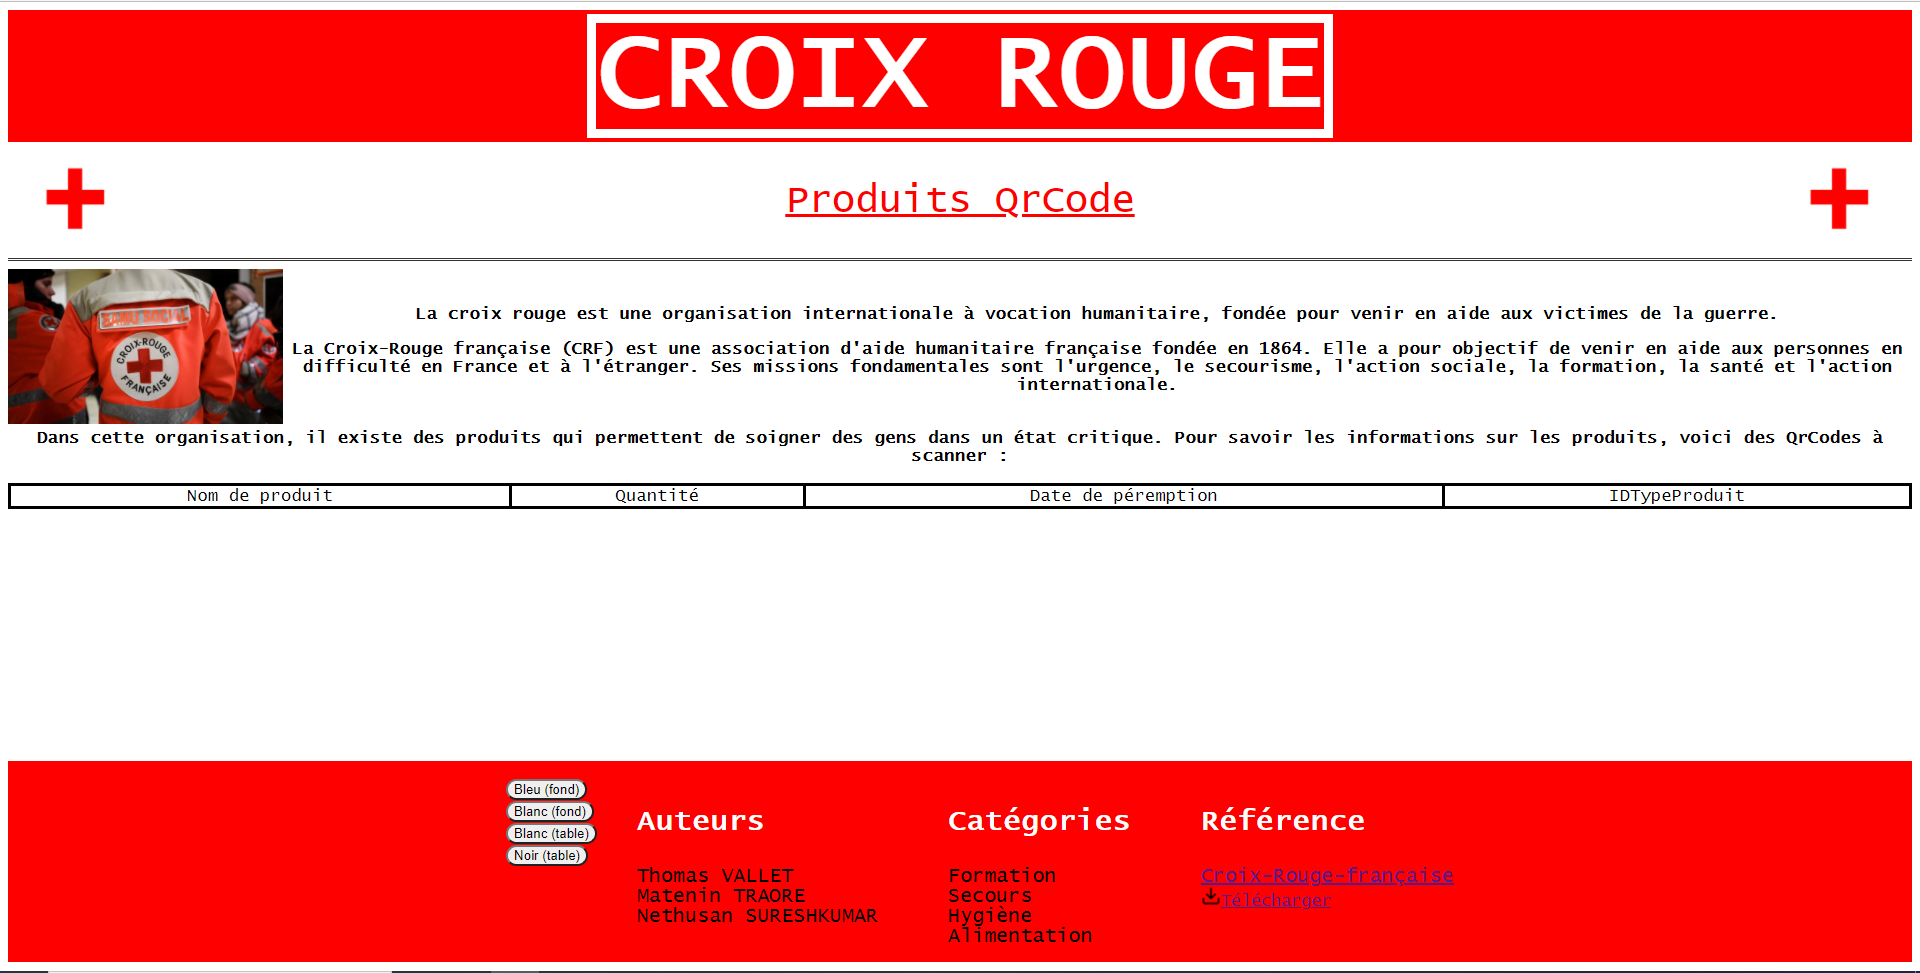 CROIX ROUGE
Produits QrCode
SAMU SOCIAL
CROIX-ROUGE
FRANÇAISE
La croix rouge est une organisation internationale à vocation humanitaire, fondée pour venir en aide aux victimes de la guerre.
La Croix-Rouge française (CRF) est une association d'aide humanitaire française fondée en 1864. Elle a pour objectif de venir en aide aux personnes en
difficulté en France et à l'étranger. Ses missions fondamentales sont l'urgence, le secourisme, l'action sociale, la formation, la santé et l'action
internationale.
Dans cette organisation, il existe des produits qui permettent de soigner des gens dans un état critique. Pour savoir les informations sur les produits, voici des QrCodes à
scanner :
Nom de produit Quantité Date de péremption IDTypeProduit
Bleu (fond)
Blanc (fond)
Blanc (table)
Noir (table)
Auteurs
Thomas VALLET
Matenin TRAORE
Nethusan SURESHKUMAR
Catégories
Formation
Secours
Hygiène
Alimentation
Référence
Croix-Rouge-française
Télécharger